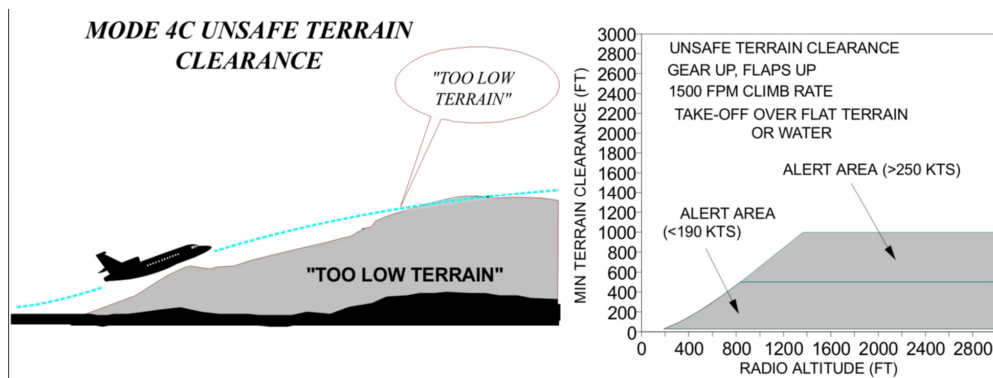 MODE 4C UNSAFE TERRAIN
CLEARANCE
"TOO LOW
TERRAIN"
"TOO LOW TERRAIN"
MIN TERRAIN CLEARANCE (FT)
3000
2800
2600
2400
2200
2000
1800
1600
1400
1200
1000
800
600
400
200
0
UNSAFE TERRAIN CLEARANCE
GEAR UP, FLAPS UP
1500 FPM CLIMB RATE
TAKE-OFF OVER FLAT TERRAIN
OR WATER
ALERT AREA (>250 KTS)
ALERT AREA
(<190 KTS)
0 400 800 1200 1600 2000 2400 2800
RADIO ALTITUDE (FT)